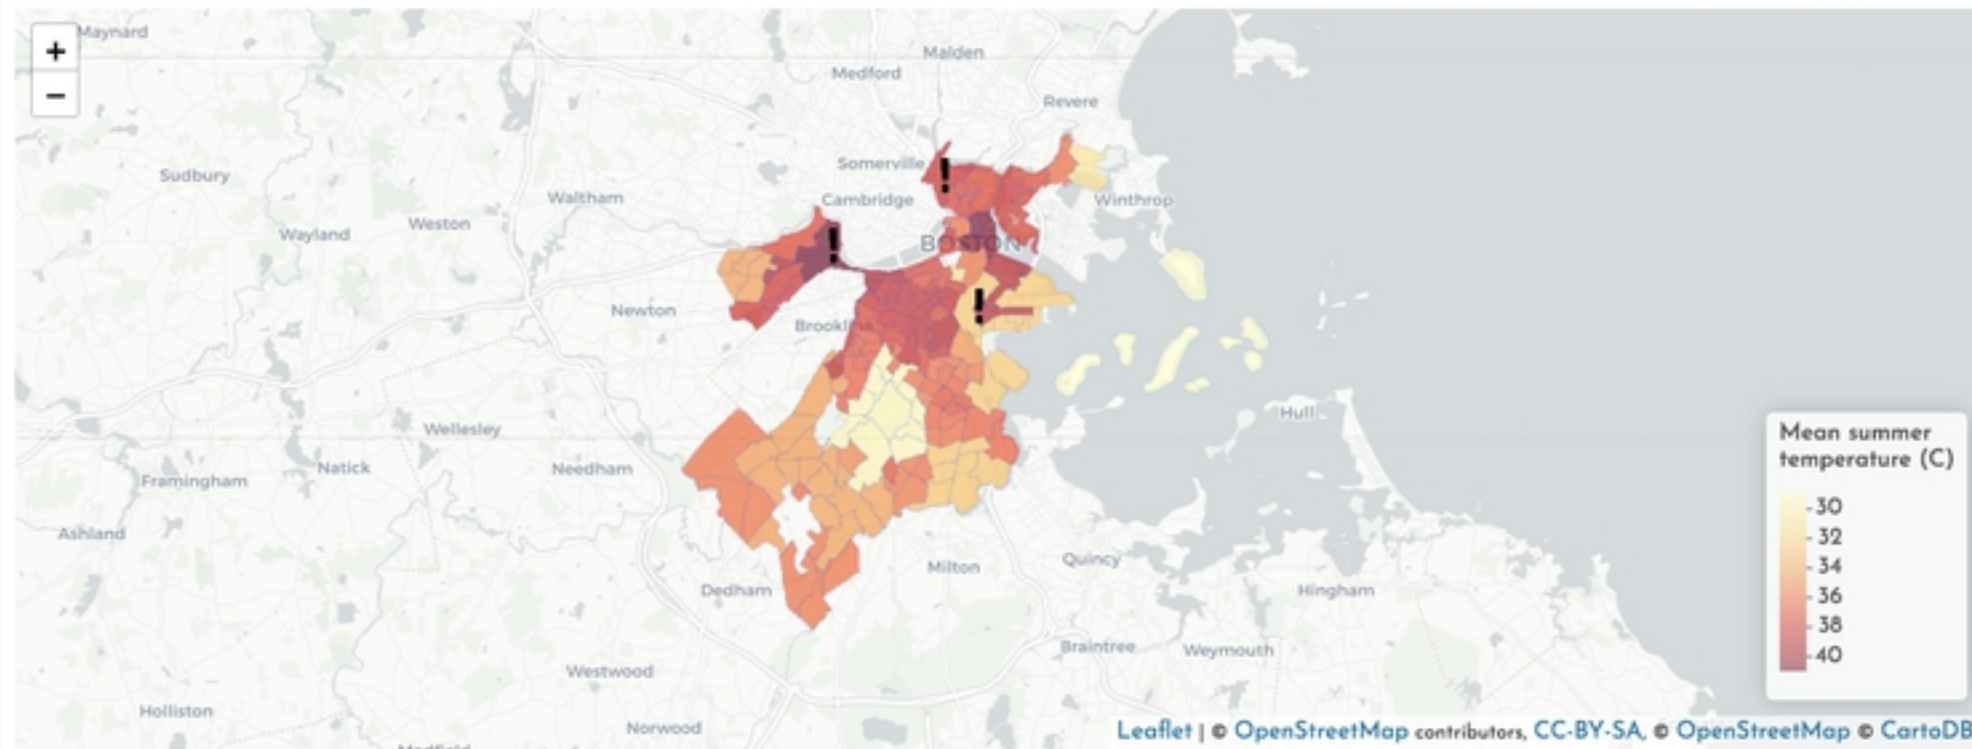 +
Maynard
Malden
Medford
−
Revere
Somerville
Sudbury
Waltham
Cambridge
Winthrop
Weston
Wayland
BOSTON
Newton
Brookline
Hull
Wellesley
Mean summer
temperature (C)
Natick
Needham
Framingham
30
Ashland
32
Quincy
Milton
34
Dedham
Hingham
36
38
Braintree
Weymouth
40
Westwood
Holliston
Norwood
Leaflet | © OpenStreetMap contributors, CC-BY-SA, © OpenStreetMap © CartoDB
Medfield